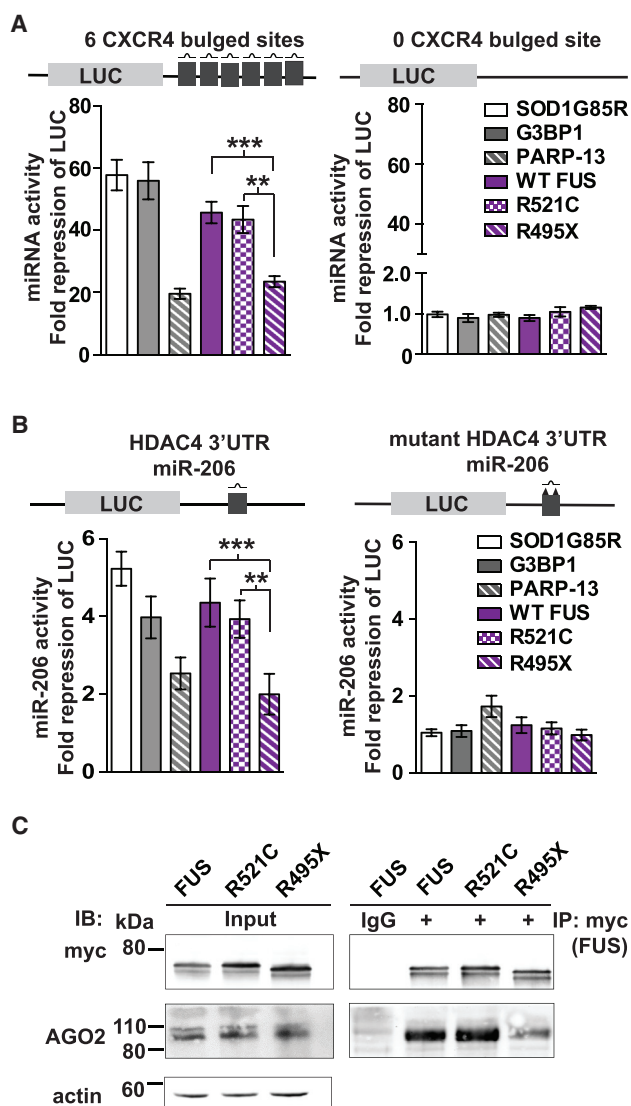 A
6 CXCR4 bulged sites
LUC
miRNA activity
Fold repression of LUC
80
60
40
20
0
***
**
0 CXCR4 bulged site
LUC
miRNA activity
Fold repression of LUC
80
60
40
2.0
1.0
0
SOD1G85R
G3BP1
PARP-13
WT FUS
R521C
R495X
B
HDAC4 3'UTR
miR-206
LUC
miR-206 activity
Fold repression of LUC
6
4
2
0
***
**
mutant HDAC4 3'UTR
miR-206
LUC
miR-206 activity
Fold repression of LUC
6
4
2
0
SOD1G85R
G3BP1
PARP-13
WT FUS
R521C
R495X
C
FUS R521C R495X FUS FUS R521C R495X
IB: kDa Input IgG + + + IP: myc
(FUS)
myc 80
AGO2 110
80
actin 60